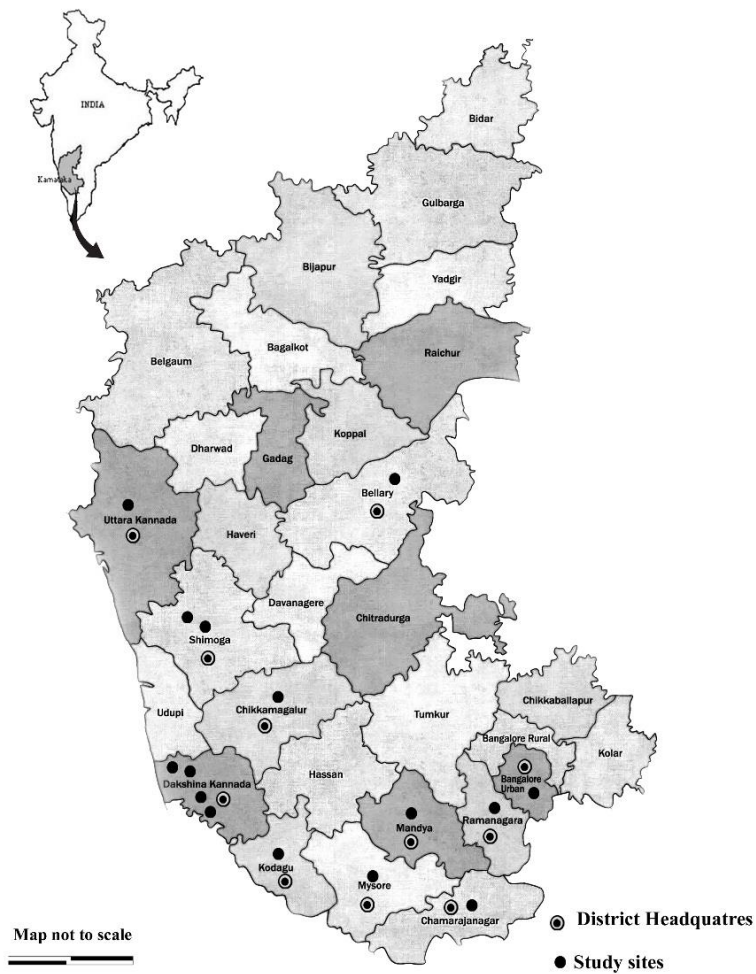 INDIA
Karnataka
Bidar
Gulbarga
Bijapur
Yadgir
Belgaum
Bagalkot
Raichur
Koppal
Dharwad
Gadag
Bellary
Uttara Kannada
Haveri
Davanagere
Chitradurga
Shimoga
Chikkaballapur
Chikkamagalur
Udupi
Tumkur
Bangalore Rural
Kolar
Hassan
Dakshina Kannada
Bangalore
Urban
Ramanagara
Mandya
Kodagu
Mysore
Chamarajanagar
District Headquatres
Map not to scale
Study sites